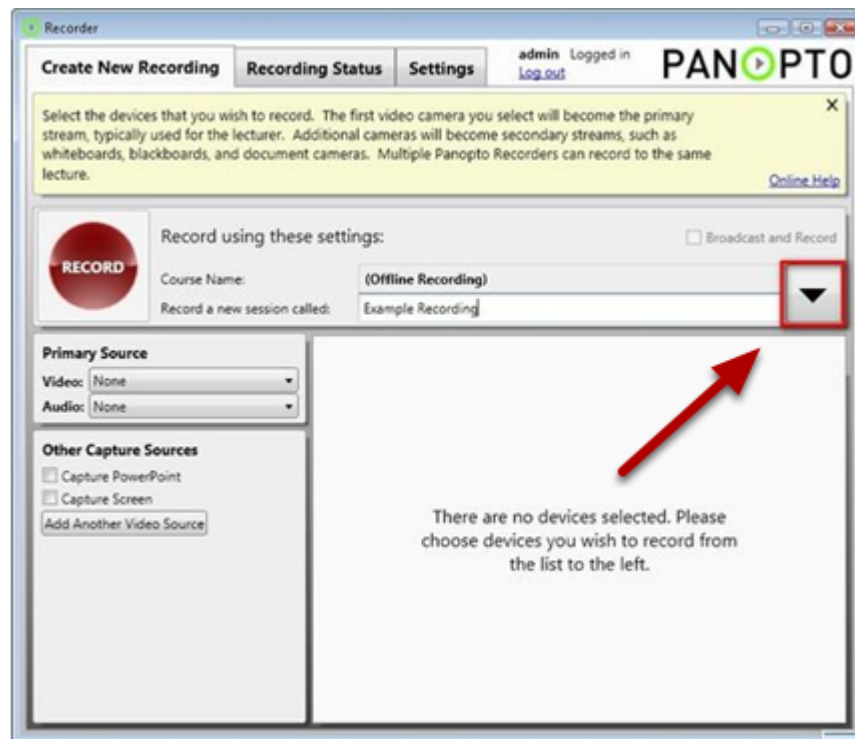 Recorder
Create New Recording
Recording Status
Settings
admin Logged in
Log out
PANOPTO
Select the devices that you wish to record. The first video camera you select will become the primary
stream, typically used for the lecturer. Additional cameras will become secondary streams, such as
whiteboards, blackboards, and document cameras. Multiple Panopto Recorders can record to the same
lecture.
Online Help
RECORD
Record using these settings:
Broadcast and Record
Course Name:
(Offline Recording)
Record a new session called:
Example Recording
Primary Source
Video: None
Audio: None
Other Capture Sources
Capture PowerPoint
Capture Screen
Add Another Video Source
There are no devices selected. Please
choose devices you wish to record from
the list to the left.